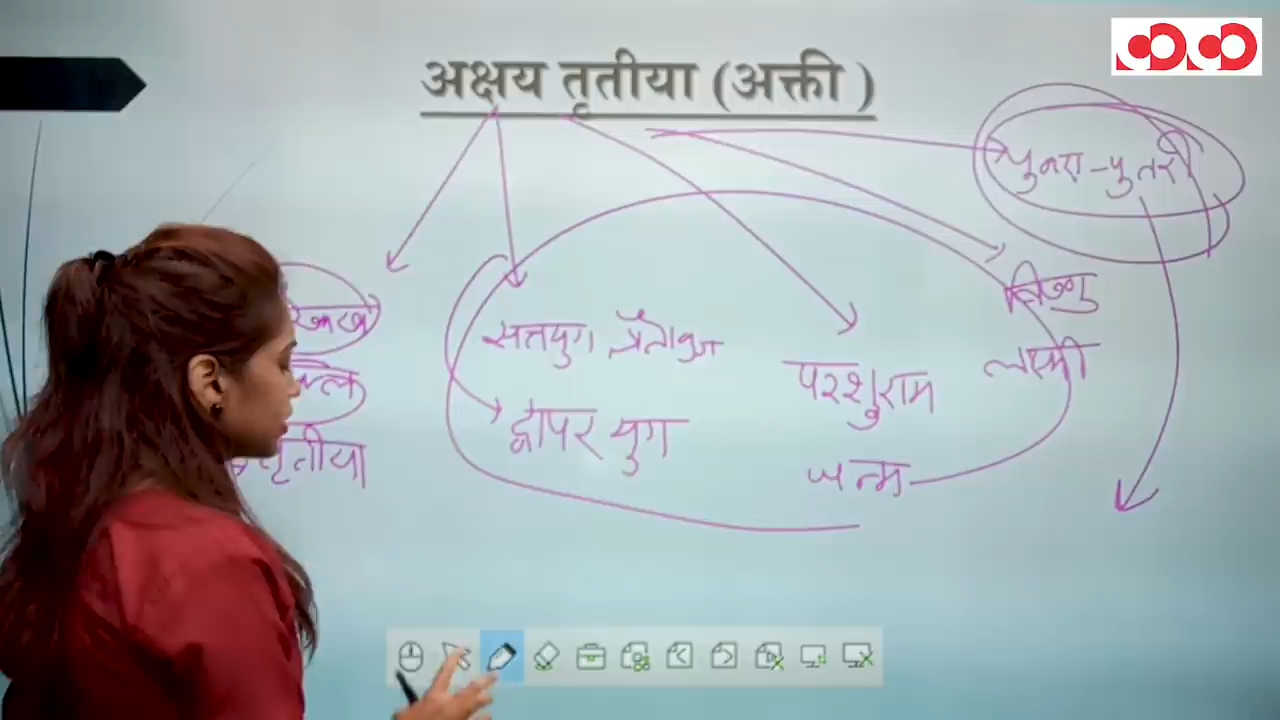 अक्षय तृतीया (अक्ती )
पुतरा-पुतरी
विष्णु
लक्ष्मी
सतयुग त्रेतायुग
द्वापर युग
परशुराम
जन्म
तृतीया